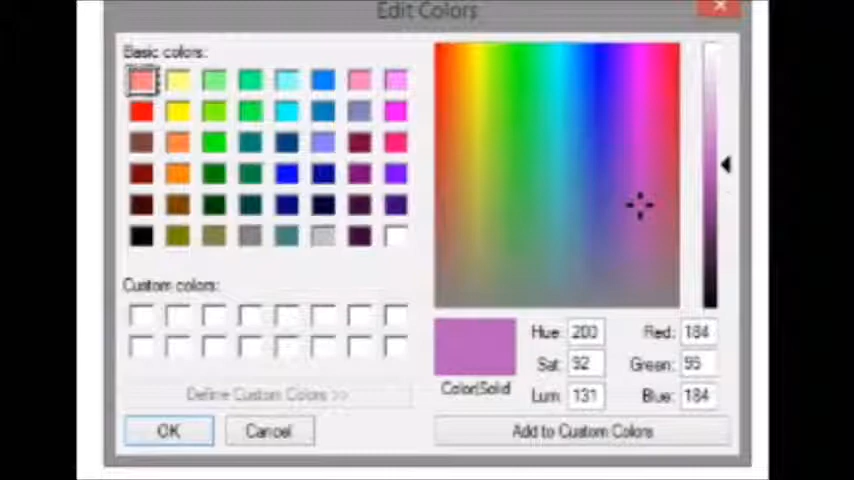 Edit Colors
Basic colors:
Custom colors:
Define Custom Colors >>
OK
Cancel
Color|Solid
Hue: 200
Sat: 92
Lum: 131
Red: 184
Green:
Blue: 184
Add to Custom Colors